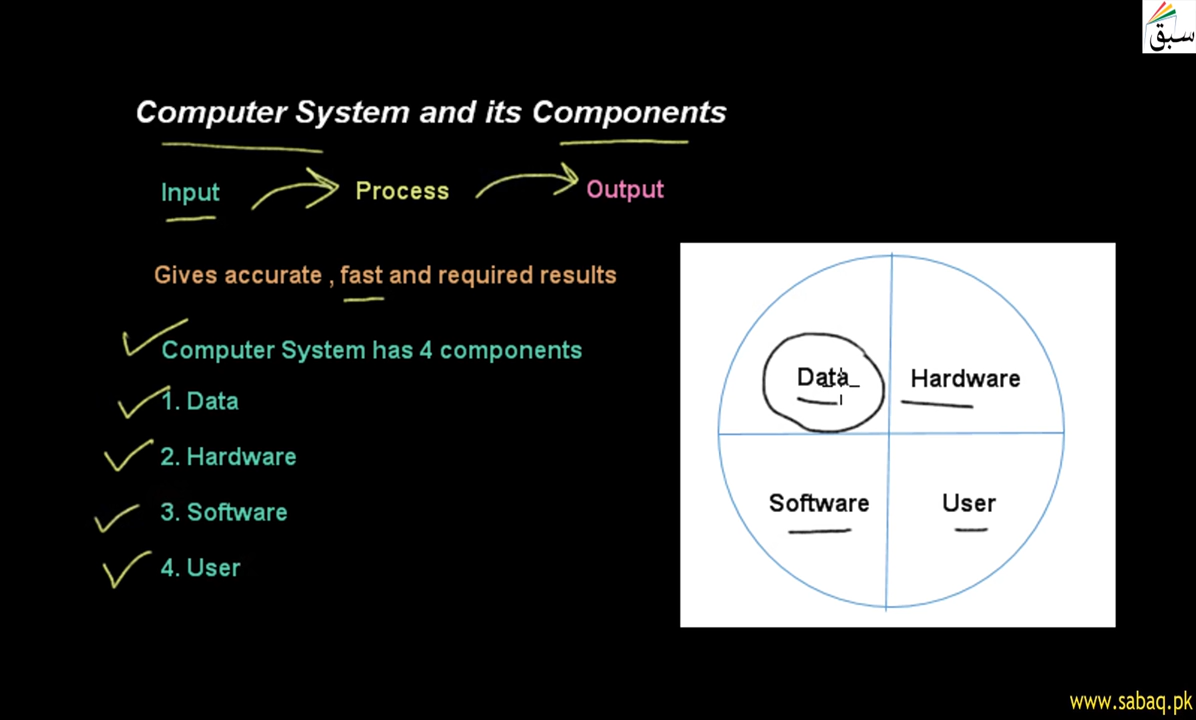 سبق
Computer System and its Components
Input Process Output
Gives accurate , fast and required results
Computer System has 4 components
1. Data
2. Hardware
3. Software
4. User
Data Hardware
Software User
www.sabaq.pk